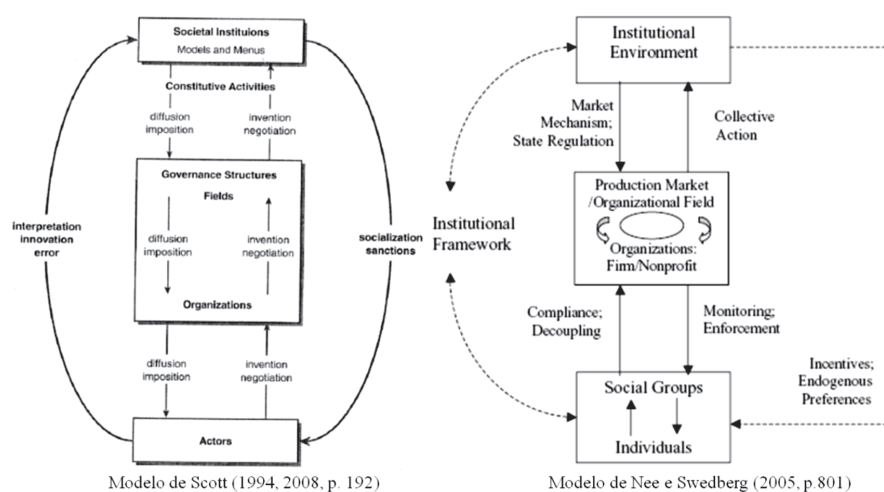 Societal Instituions
Models and Menus
Constitutive Activities
diffusion
imposition
invention
negotiation
Governance Structures
Fields
diffusion
imposition
invention
negotiation
Organizations
diffusion
imposition
invention
negotiation
Actors
interpretation
innovation
error
socialization
sanctions
Modelo de Scott (1994, 2008, p. 192)
Institutional
Environment
Market
Mechanism;
State Regulation
Collective
Action
Production Market
/Organizational Field
Organizations:
Firm/Nonprofit
Institutional
Framework
Compliance;
Decoupling
Monitoring;
Enforcement
Incentives;
Endogenous
Preferences
Social Groups
Individuals
Modelo de Nee e Swedberg (2005, p.801)